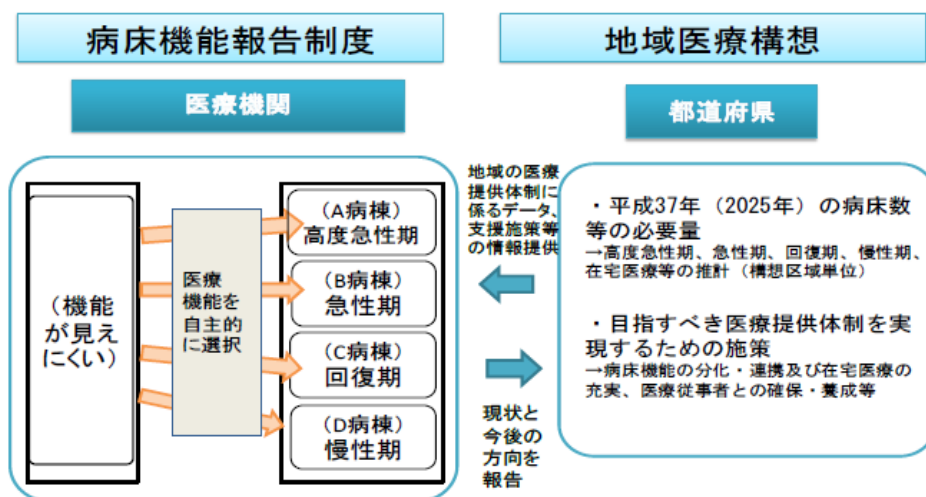 病床機能報告制度
医療機関
(機能
が見え
にくい)
医療
機能を
自主的
に選択
(A病棟)
高度急性期
(B病棟)
急性期
(C病棟)
回復期
(D病棟)
慢性期
地域の医療
提供体制に
係るデータ、
支援施策等
の情報提供
現状と
今後の
方向を
報告
地域医療構想
都道府県
・平成37年（2025年）の病床数
等の必要量
→高度急性期、急性期、回復期、慢性期、
在宅医療等の推計（構想区域単位）
・目指すべき医療提供体制を実
現するための施策
→病床機能の分化・連携及び在宅医療の
充実、医療従事者との確保・養成等